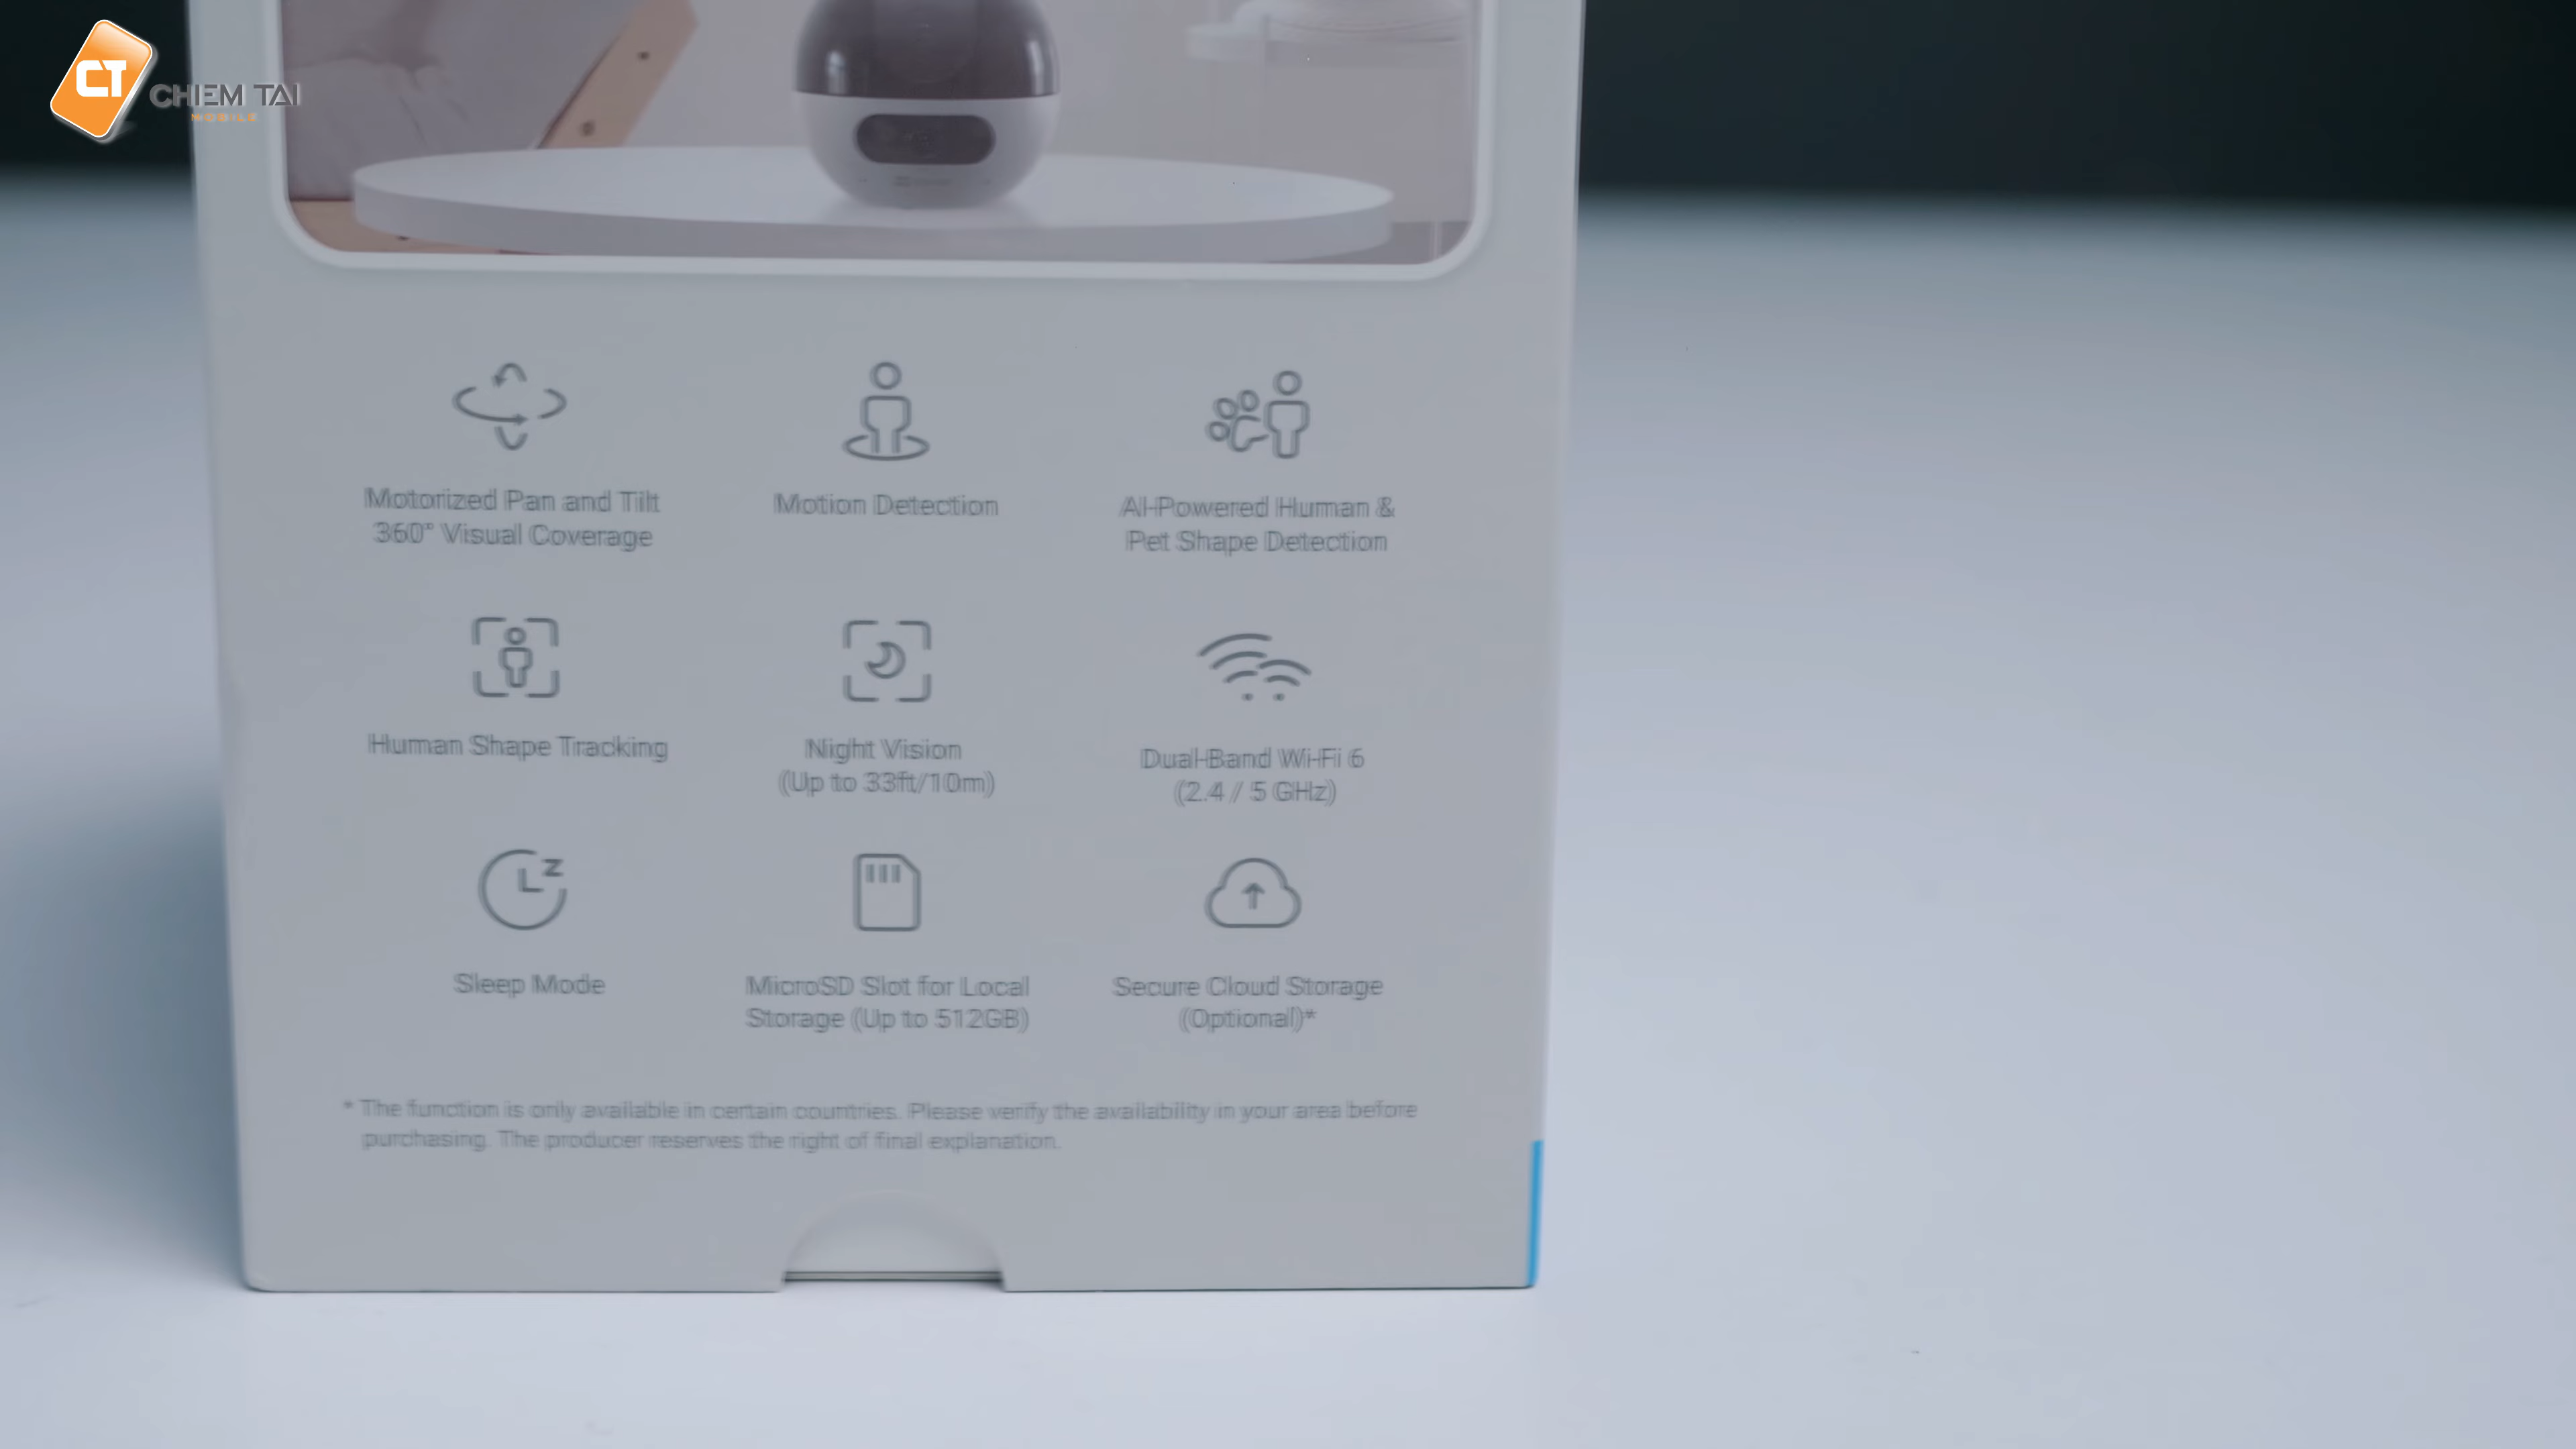 CT
CHIEM TAI
MOBILE
Motorized Pan and Tilt
360° Visual Coverage
Motion Detection
AI-Powered Human &
Pet Shape Detection
Human Shape Tracking
Night Vision
(Up to 33ft/10m)
Dual-Band Wi-Fi 6
(2.4 / 5 GHz)
Sleep Mode
MicroSD Slot for Local
Storage (Up to 512GB)
Secure Cloud Storage
(Optional)*
* The function is only available in certain countries. Please verify the availability in your area before
purchasing. The producer reserves the right of final explanation.